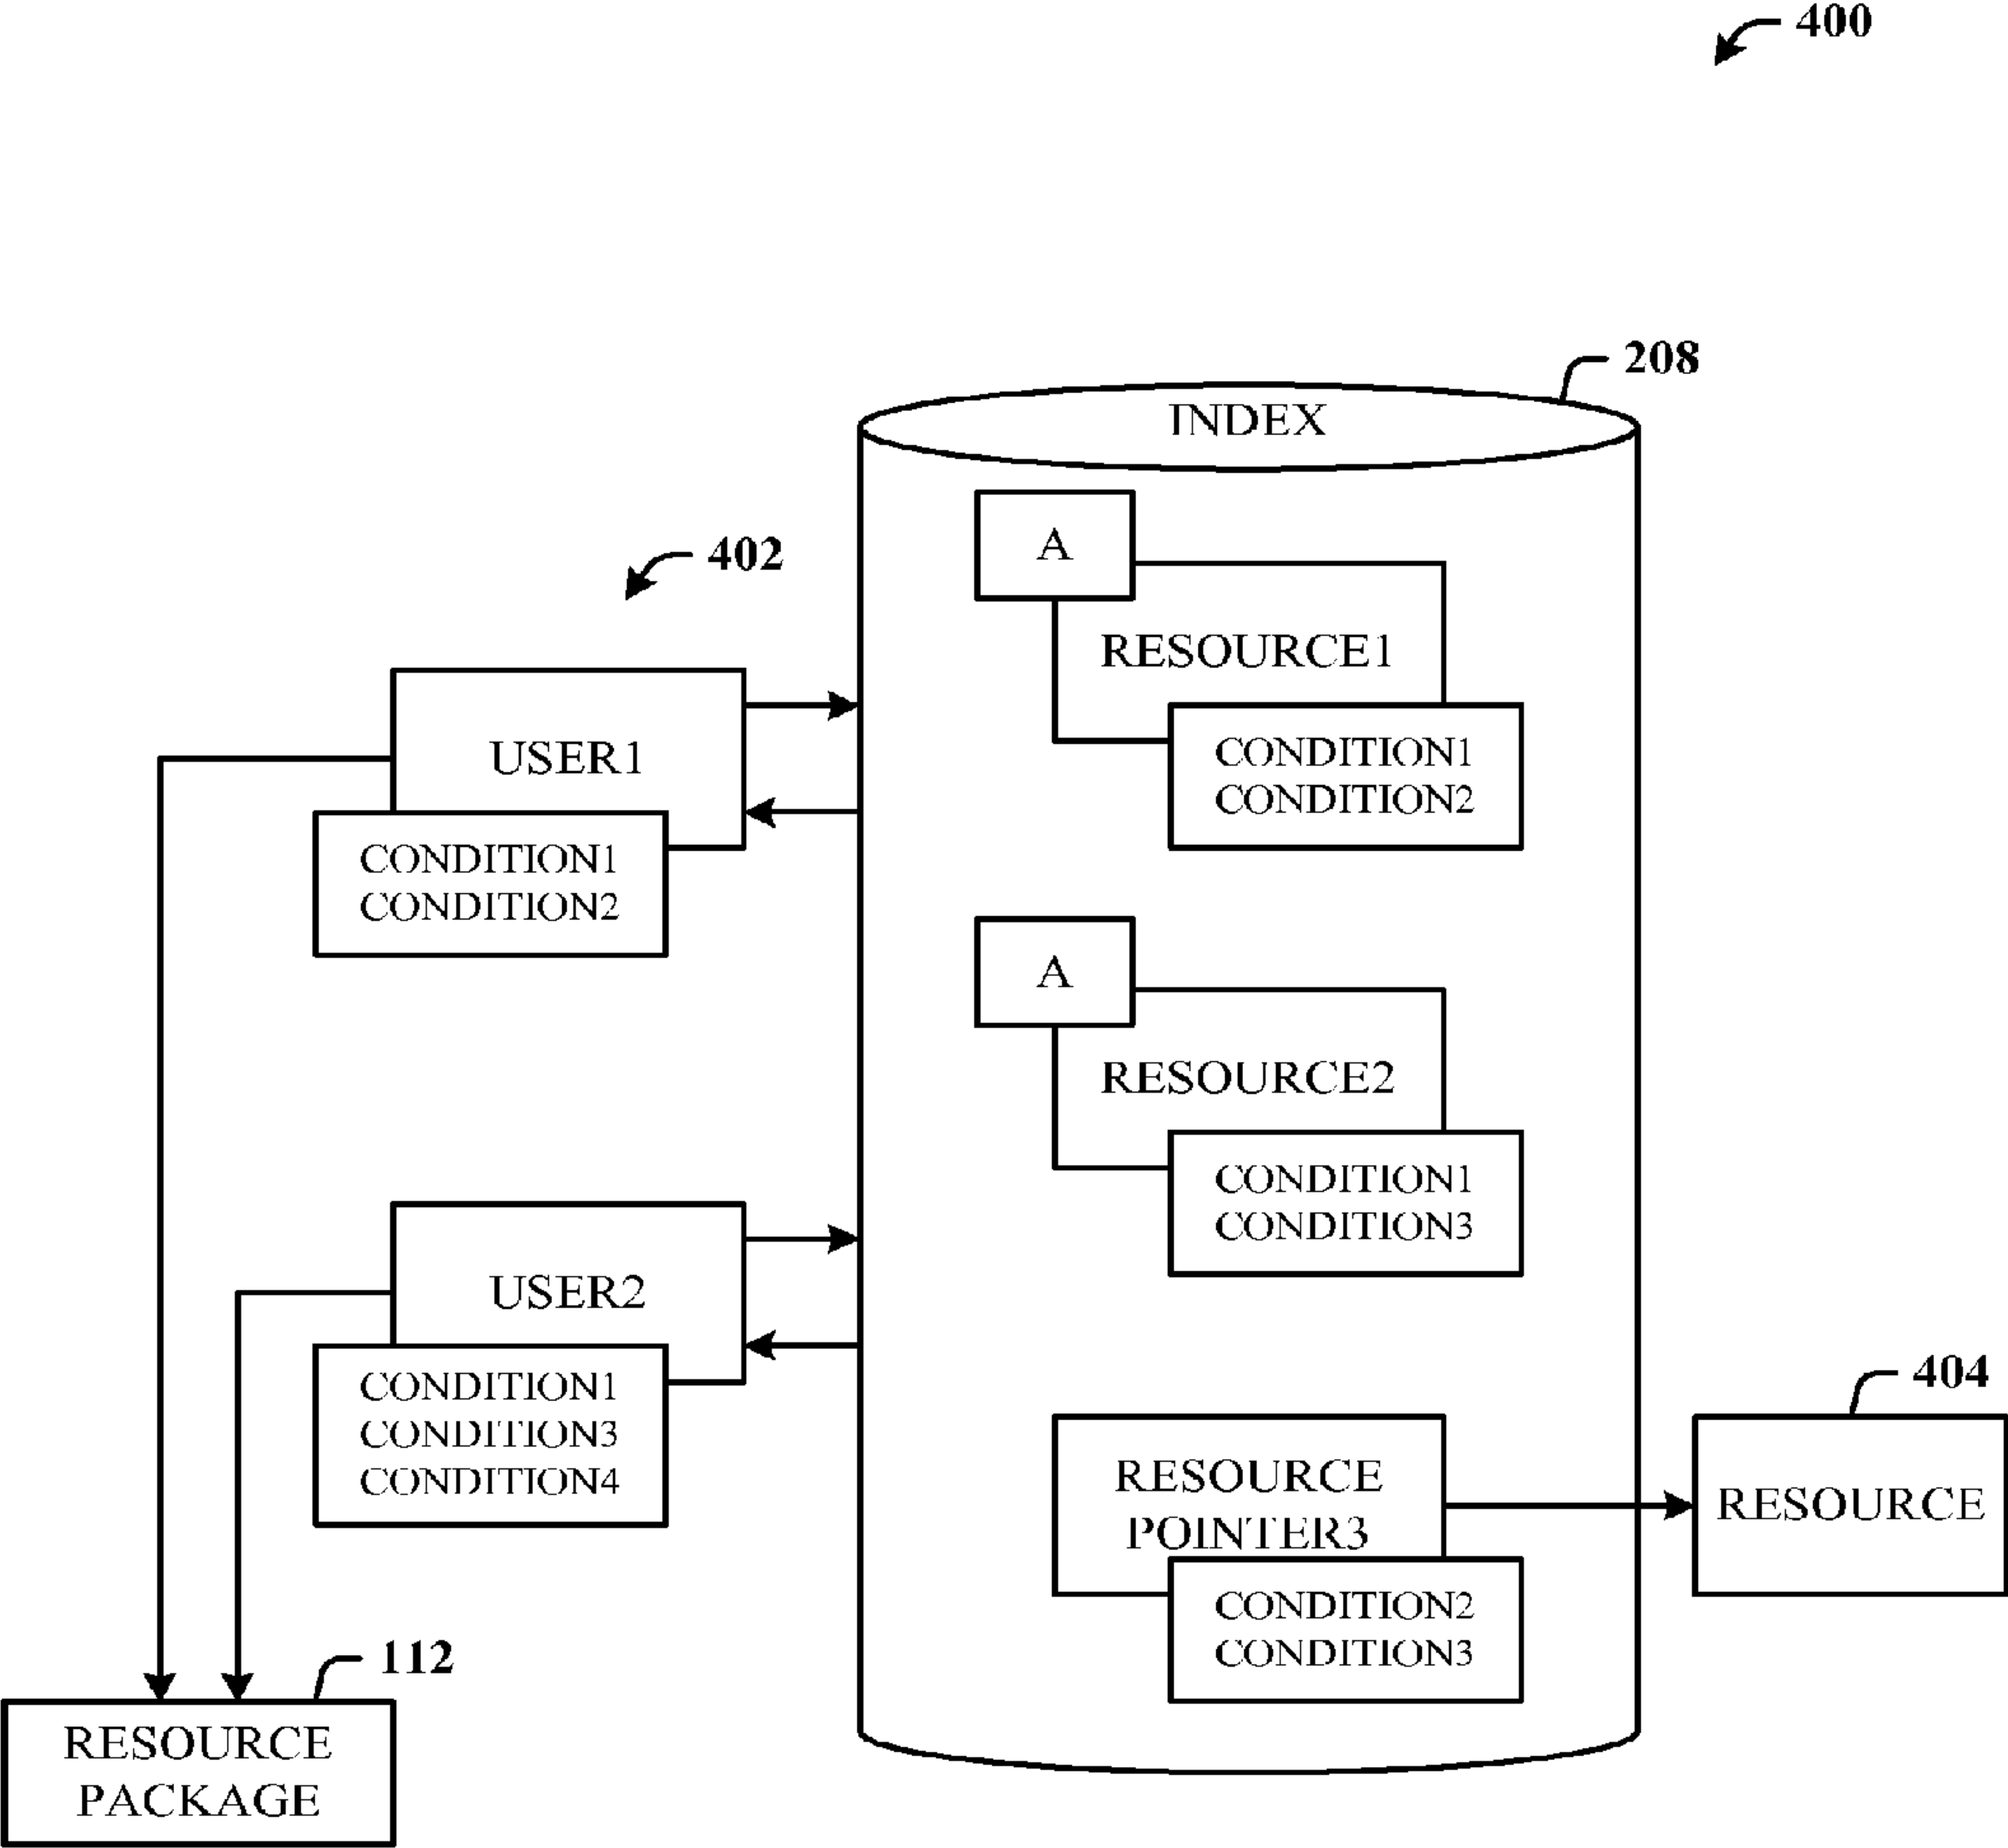 400
208
INDEX
402
A
RESOURCE1
CONDITION1
CONDITION2
USER1
CONDITION1
CONDITION2
A
RESOURCE2
CONDITION1
CONDITION3
USER2
CONDITION1
CONDITION3
CONDITION4
RESOURCE
POINTER3
CONDITION2
CONDITION3
404
RESOURCE
112
RESOURCE
PACKAGE